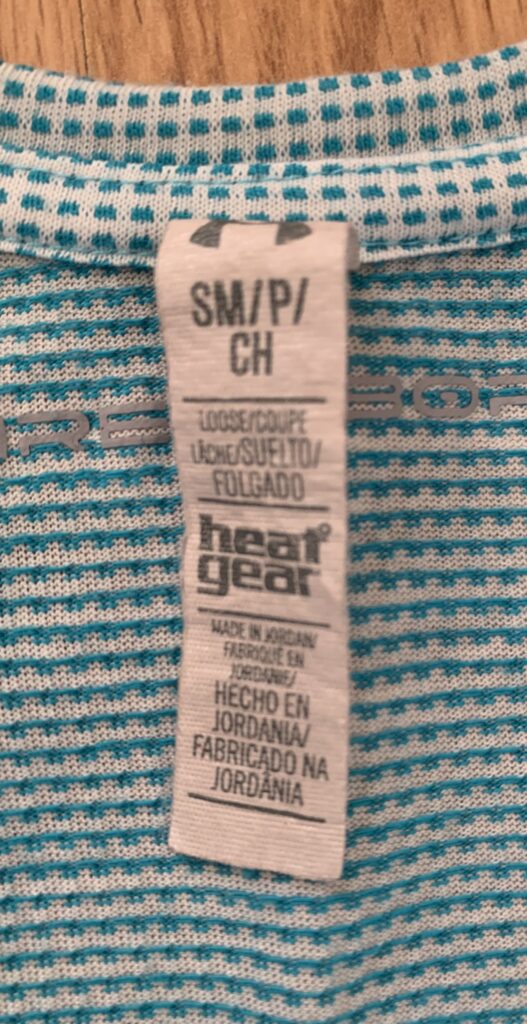 SM/P/
CH
LOOSE/COUPE
LÂCHE/SUELTO/
FOLGADO
heat
gear
MADE IN JORDAN/
FABRIQUÉ EN
JORDANIE/
HECHO EN
JORDANIA/
FABRICADO NA
JORDÂNIA